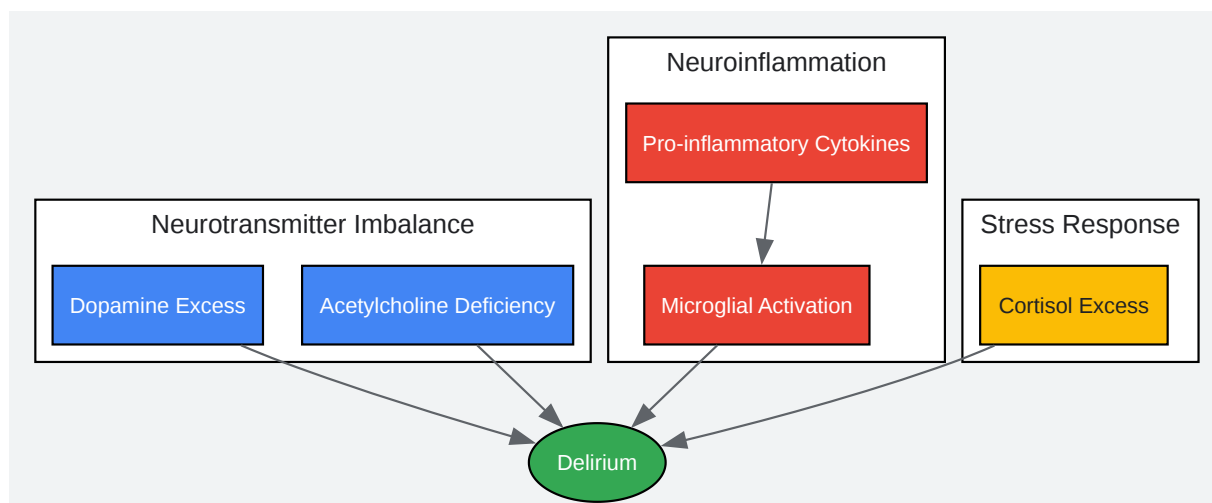 Neuroinflammation
Pro-inflammatory Cytokines
Neurotransmitter Imbalance
Stress Response
Dopamine Excess
Acetylcholine Deficiency
Microglial Activation
Cortisol Excess
Delirium